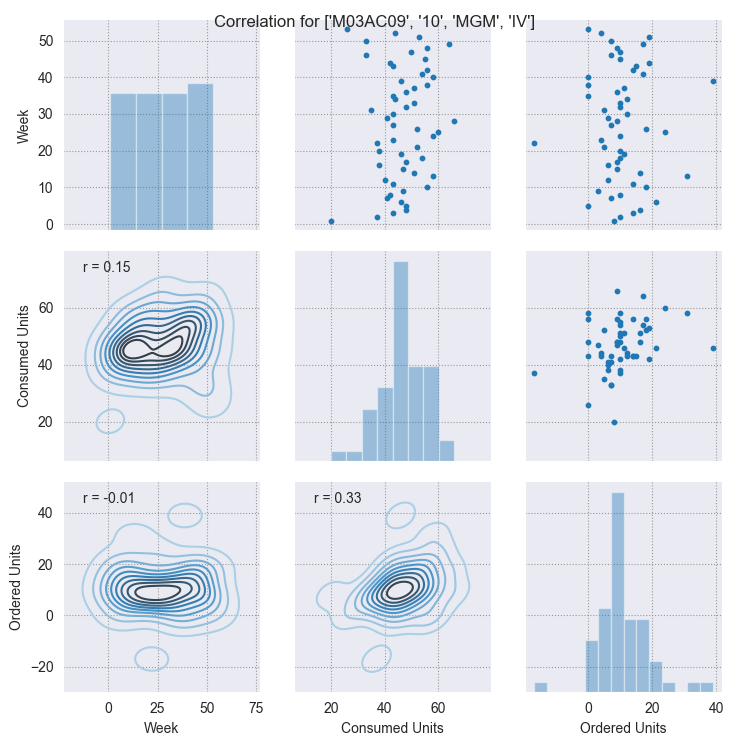 Correlation for ['M03AC09', '10', 'MGM', 'IV']
50
40
30
20
10
0
Week
r = 0.15
60
40
20
Consumed Units
r = -0.01
r = 0.33
40
20
0
−20
Ordered Units
0 25 50 75
20 40 60
0 20 40
Week
Consumed Units
Ordered Units